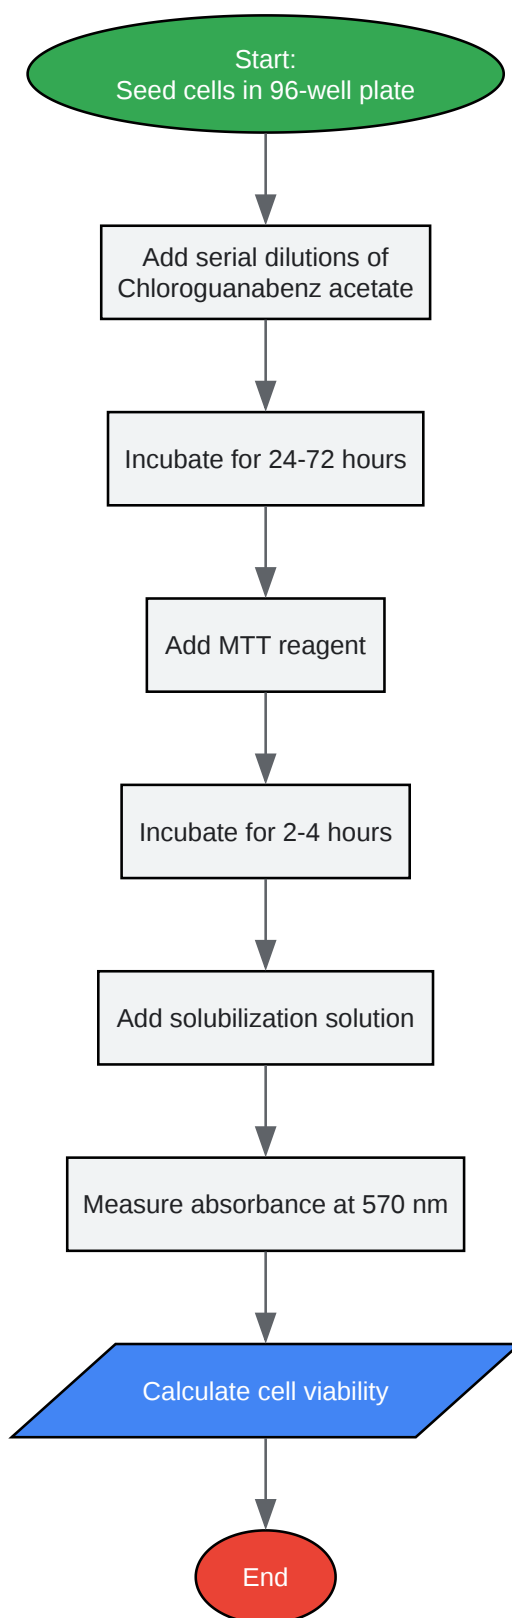 Start:
Seed cells in 96-well plate
Add serial dilutions of
Chloroguanabenz acetate
Incubate for 24-72 hours
Add MTT reagent
Incubate for 2-4 hours
Add solubilization solution
Measure absorbance at 570 nm
Calculate cell viability
End